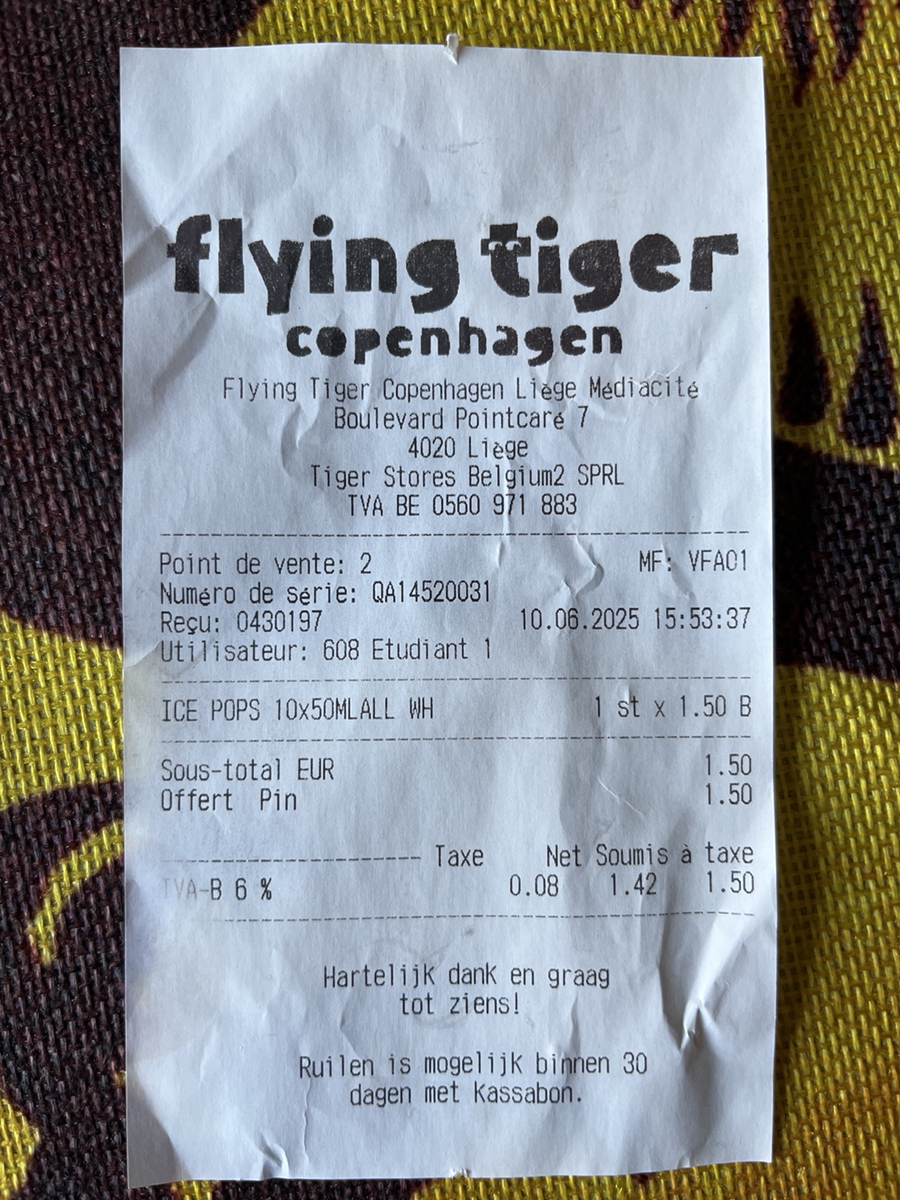 flying tiger
copenhagen
Flying Tiger Copenhagen Liège Médiacité
Boulevard Pointcaré 7
4020 Liège
Tiger Stores Belgium2 SPRL
TVA BE 0560 971 883
Point de vente: 2 MF: VFA01
Numéro de série: QA14520031
Reçu: 0430197 10.06.2025 15:53:37
Utilisateur: 608 Etudiant 1
ICE POPS 10x50MLALL WH 1 st x 1.50 B
Sous-total EUR 1.50
Offert Pin 1.50
Taxe Net Soumis à taxe
TVA-B 6 % 0.08 1.42 1.50
Hartelijk dank en graag
tot ziens!
Ruilen is mogelijk binnen 30
dagen met kassabon.